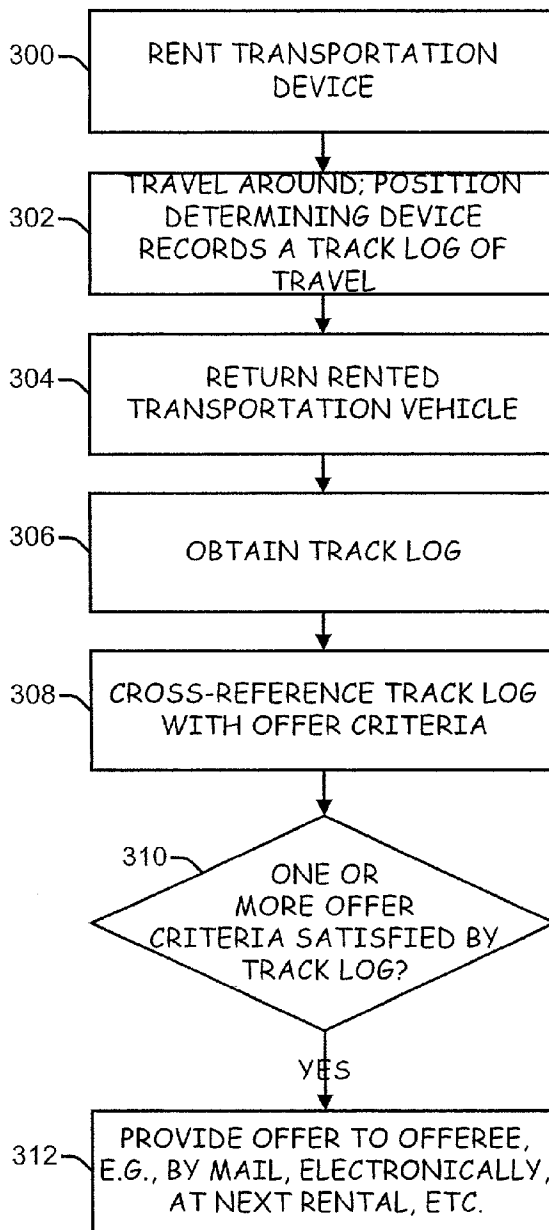 300
RENT TRANSPORTATION
DEVICE
302
TRAVEL AROUND; POSITION
DETERMINING DEVICE
RECORDS A TRACK LOG OF
TRAVEL
304
RETURN RENTED
TRANSPORTATION VEHICLE
306
OBTAIN TRACK LOG
308
CROSS-REFERENCE TRACK LOG
WITH OFFER CRITERIA
310
ONE OR
MORE OFFER
CRITERIA SATISFIED BY
TRACK LOG?
YES
312
PROVIDE OFFER TO OFFEREE,
E.G., BY MAIL, ELECTRONICALLY,
AT NEXT RENTAL, ETC.